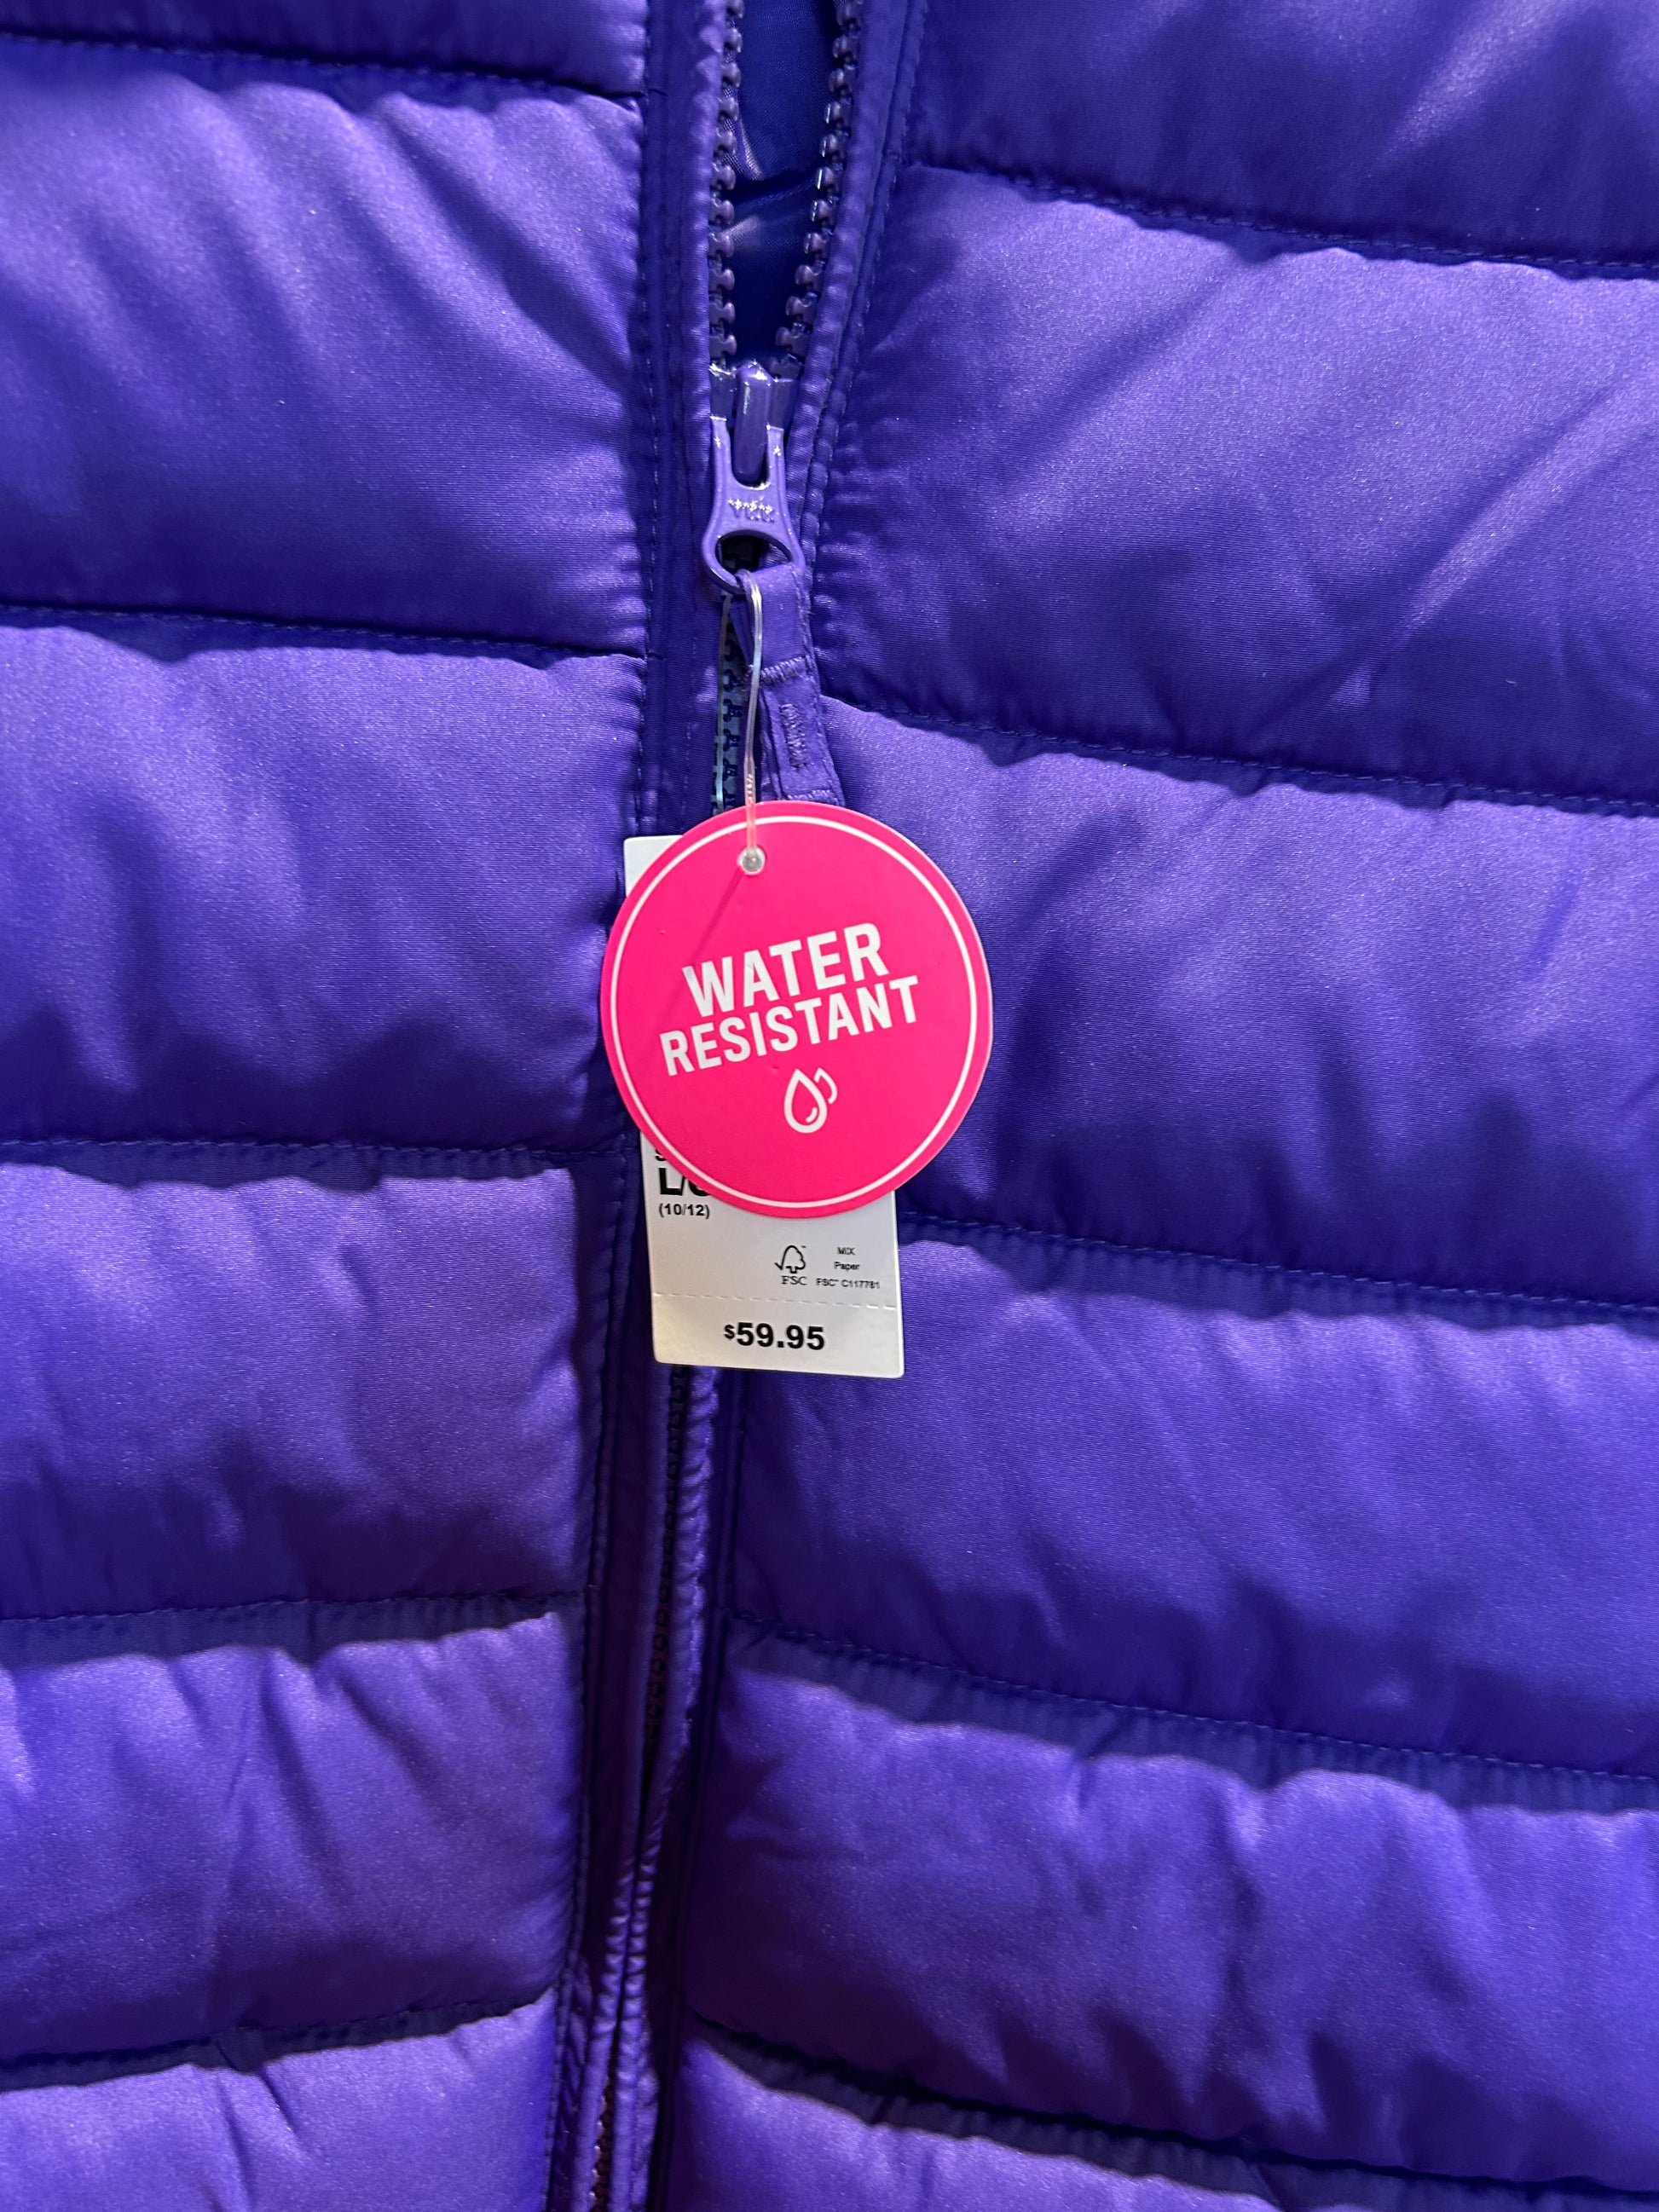 WATER
RESISTANT
(10/12)
MIX
Paper
FSC
FSC® C117781
$59.95